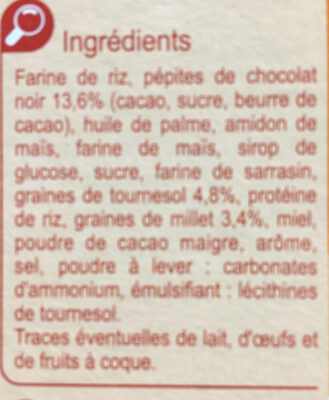 Ingrédients
Farine de riz, pépites de chocolat
noir 13,6% (cacao, sucre, beurre de
cacao), huile de palme, amidon de
maïs, farine de maïs, sirop de
glucose, sucre, farine de sarrasin,
graines de tournesol 4,8%, protéine
de riz, graines de millet 3,4%, miel,
poudre de cacao maigre, arôme,
sel, poudre à lever : carbonates
d'ammonium, émulsifiant : lécithines
de tournesol.
Traces éventuelles de lait, d'œufs et
de fruits à coque.